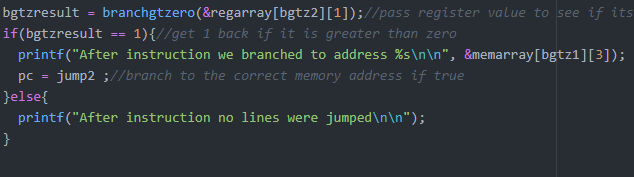 bgtzresult = branchgtzero(&regarray[bgtz2][1]);//pass register value to see if its
if(bgtzresult == 1){//get 1 back if it is greater than zero
printf("After instruction we branched to address %s\n\n", &memarray[bgtz1][3]);
pc = jump2 ;//branch to the correct memory address if true
}else{
printf("After instruction no lines were jumped\n\n");
}